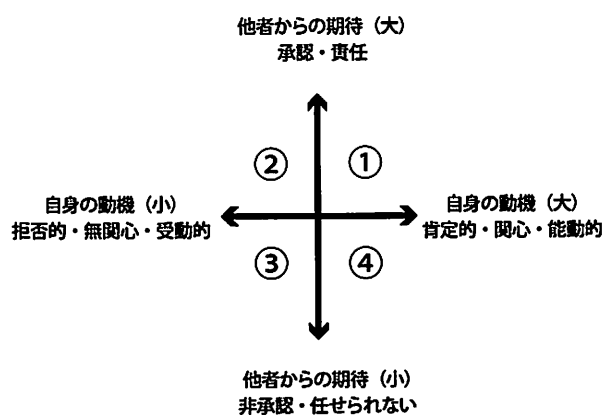 他者からの期待（大）
承認・責任
② ①
自身の動機（小）
拒否的・無関心・受動的
自身の動機（大）
肯定的・関心・能動的
③ ④
他者からの期待（小）
非承認・任せられない